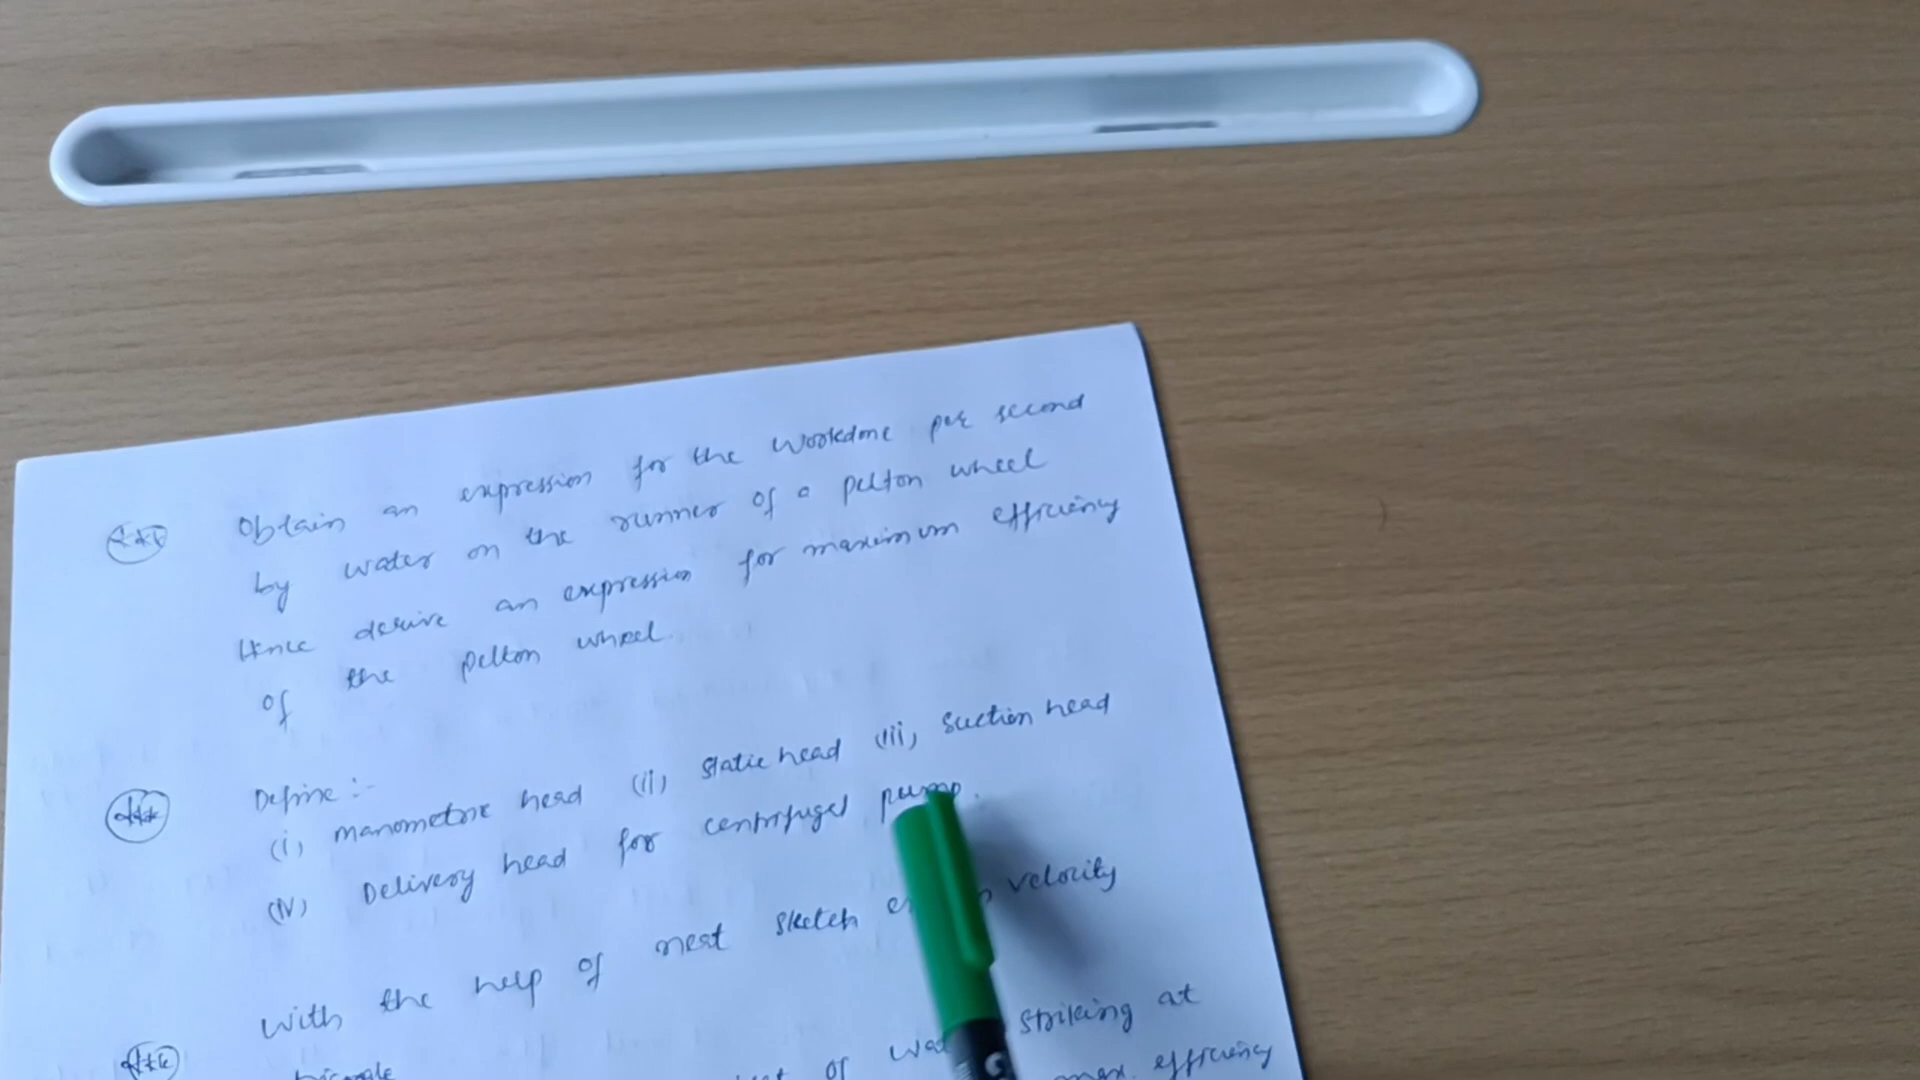 *** Obtain an expression for the workdone per second
by water on the runner of a pelton wheel
Hence derive an expression for maximum efficiency
of the pelton wheel.
*** Define :-
(i) manometric head (ii) static head (iii) suction head
(iv) Delivery head for centrifugal pump.
*** With the help of neat sketch velocity
triangle of striking at
max. efficiency